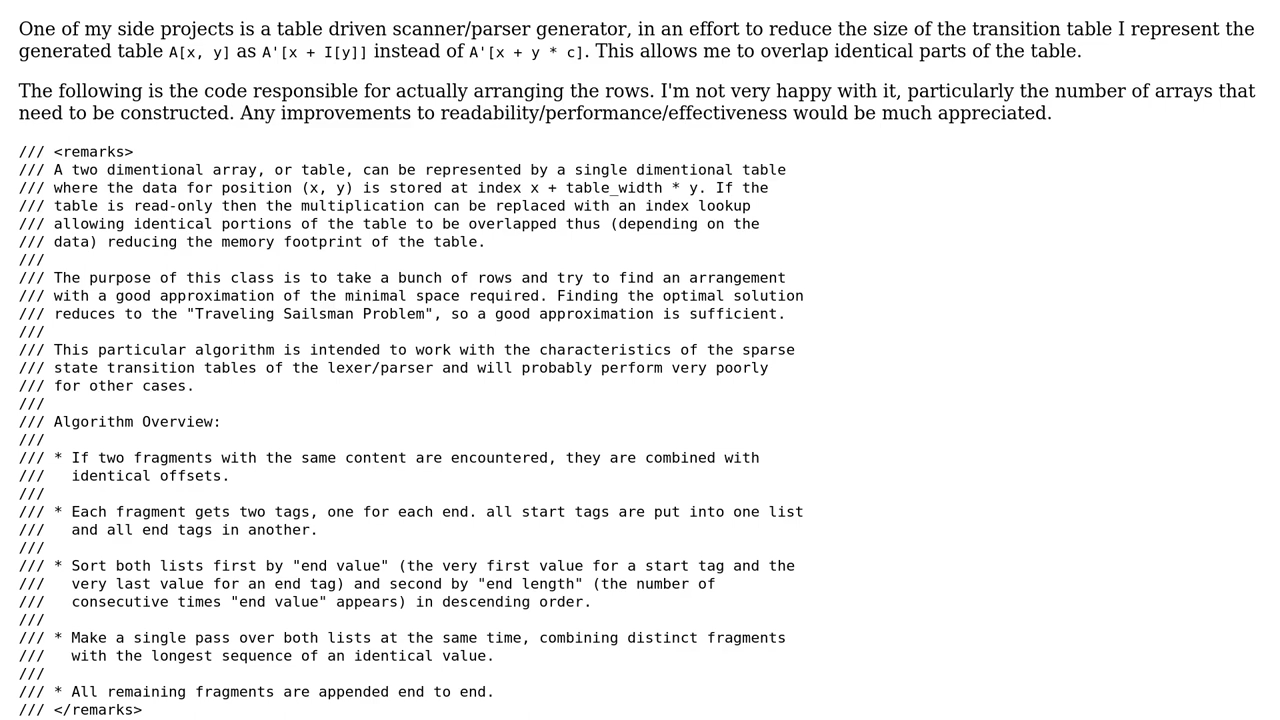 One of my side projects is a table driven scanner/parser generator, in an effort to reduce the size of the transition table I represent the
generated table A[x, y] as A'[x + I[y]] instead of A'[x + y * c]. This allows me to overlap identical parts of the table.
The following is the code responsible for actually arranging the rows. I'm not very happy with it, particularly the number of arrays that
need to be constructed. Any improvements to readability/performance/effectiveness would be much appreciated.
/// <remarks>
/// A two dimentional array, or table, can be represented by a single dimentional table
/// where the data for position (x, y) is stored at index x + table_width * y. If the
/// table is read-only then the multiplication can be replaced with an index lookup
/// allowing identical portions of the table to be overlapped thus (depending on the
/// data) reducing the memory footprint of the table.
///
/// The purpose of this class is to take a bunch of rows and try to find an arrangement
/// with a good approximation of the minimal space required. Finding the optimal solution
/// reduces to the "Traveling Sailsman Problem", so a good approximation is sufficient.
///
/// This particular algorithm is intended to work with the characteristics of the sparse
/// state transition tables of the lexer/parser and will probably perform very poorly
/// for other cases.
///
/// Algorithm Overview:
///
/// * If two fragments with the same content are encountered, they are combined with
///   identical offsets.
///
/// * Each fragment gets two tags, one for each end. all start tags are put into one list
///   and all end tags in another.
///
/// * Sort both lists first by "end value" (the very first value for a start tag and the
///   very last value for an end tag) and second by "end length" (the number of
///   consecutive times "end value" appears) in descending order.
///
/// * Make a single pass over both lists at the same time, combining distinct fragments
///   with the longest sequence of an identical value.
///
/// * All remaining fragments are appended end to end.
/// </remarks>